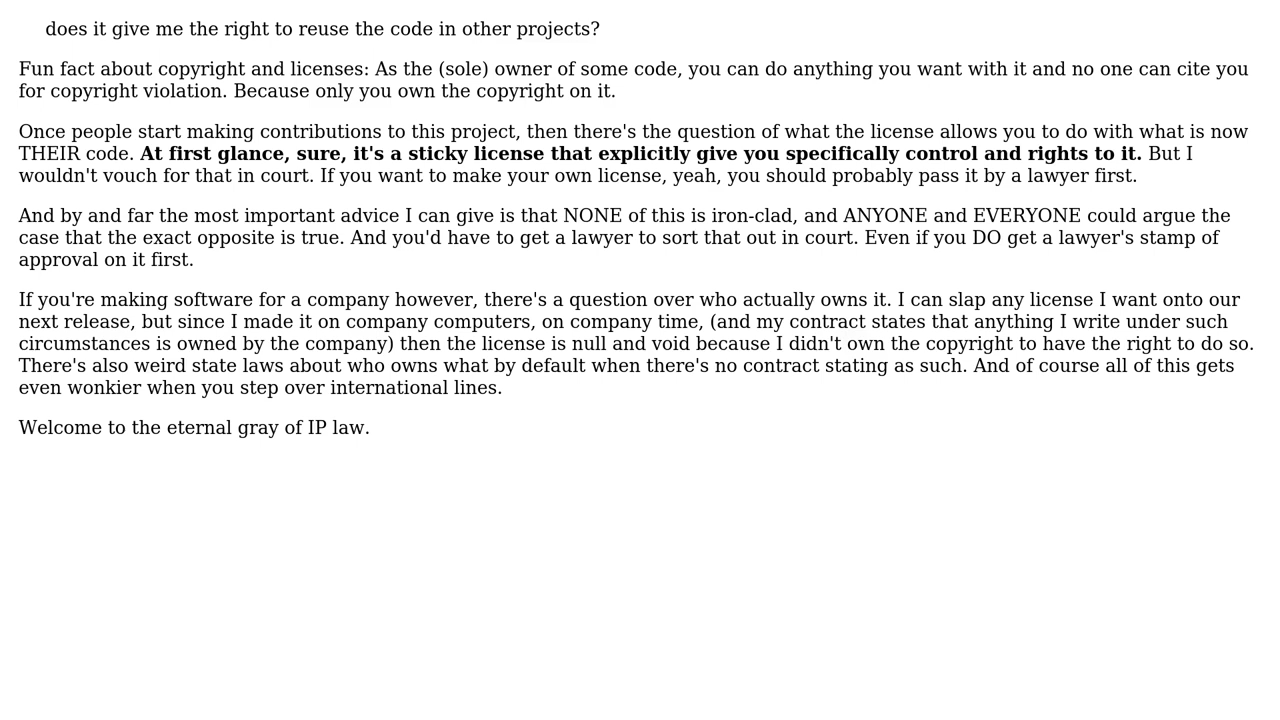 does it give me the right to reuse the code in other projects?
Fun fact about copyright and licenses: As the (sole) owner of some code, you can do anything you want with it and no one can cite you
for copyright violation. Because only you own the copyright on it.
Once people start making contributions to this project, then there's the question of what the license allows you to do with what is now
THEIR code. At first glance, sure, it's a sticky license that explicitly give you specifically control and rights to it. But I
wouldn't vouch for that in court. If you want to make your own license, yeah, you should probably pass it by a lawyer first.
And by and far the most important advice I can give is that NONE of this is iron-clad, and ANYONE and EVERYONE could argue the
case that the exact opposite is true. And you'd have to get a lawyer to sort that out in court. Even if you DO get a lawyer's stamp of
approval on it first.
If you're making software for a company however, there's a question over who actually owns it. I can slap any license I want onto our
next release, but since I made it on company computers, on company time, (and my contract states that anything I write under such
circumstances is owned by the company) then the license is null and void because I didn't own the copyright to have the right to do so.
There's also weird state laws about who owns what by default when there's no contract stating as such. And of course all of this gets
even wonkier when you step over international lines.
Welcome to the eternal gray of IP law.